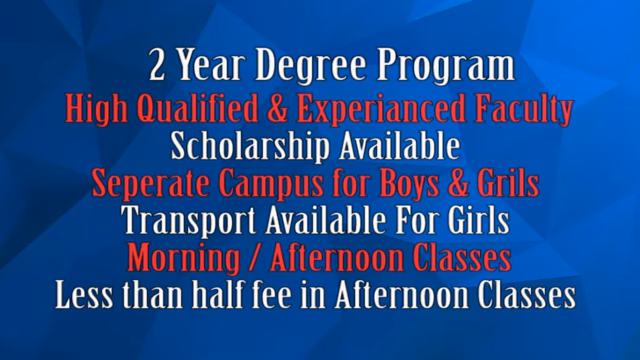 2 Year Degree Program
High Qualified & Experianced Faculty
Scholarship Available
Seperate Campus for Boys & Grils
Transport Available For Girls
Morning / Afternoon Classes
Less than half fee in Afternoon Classes